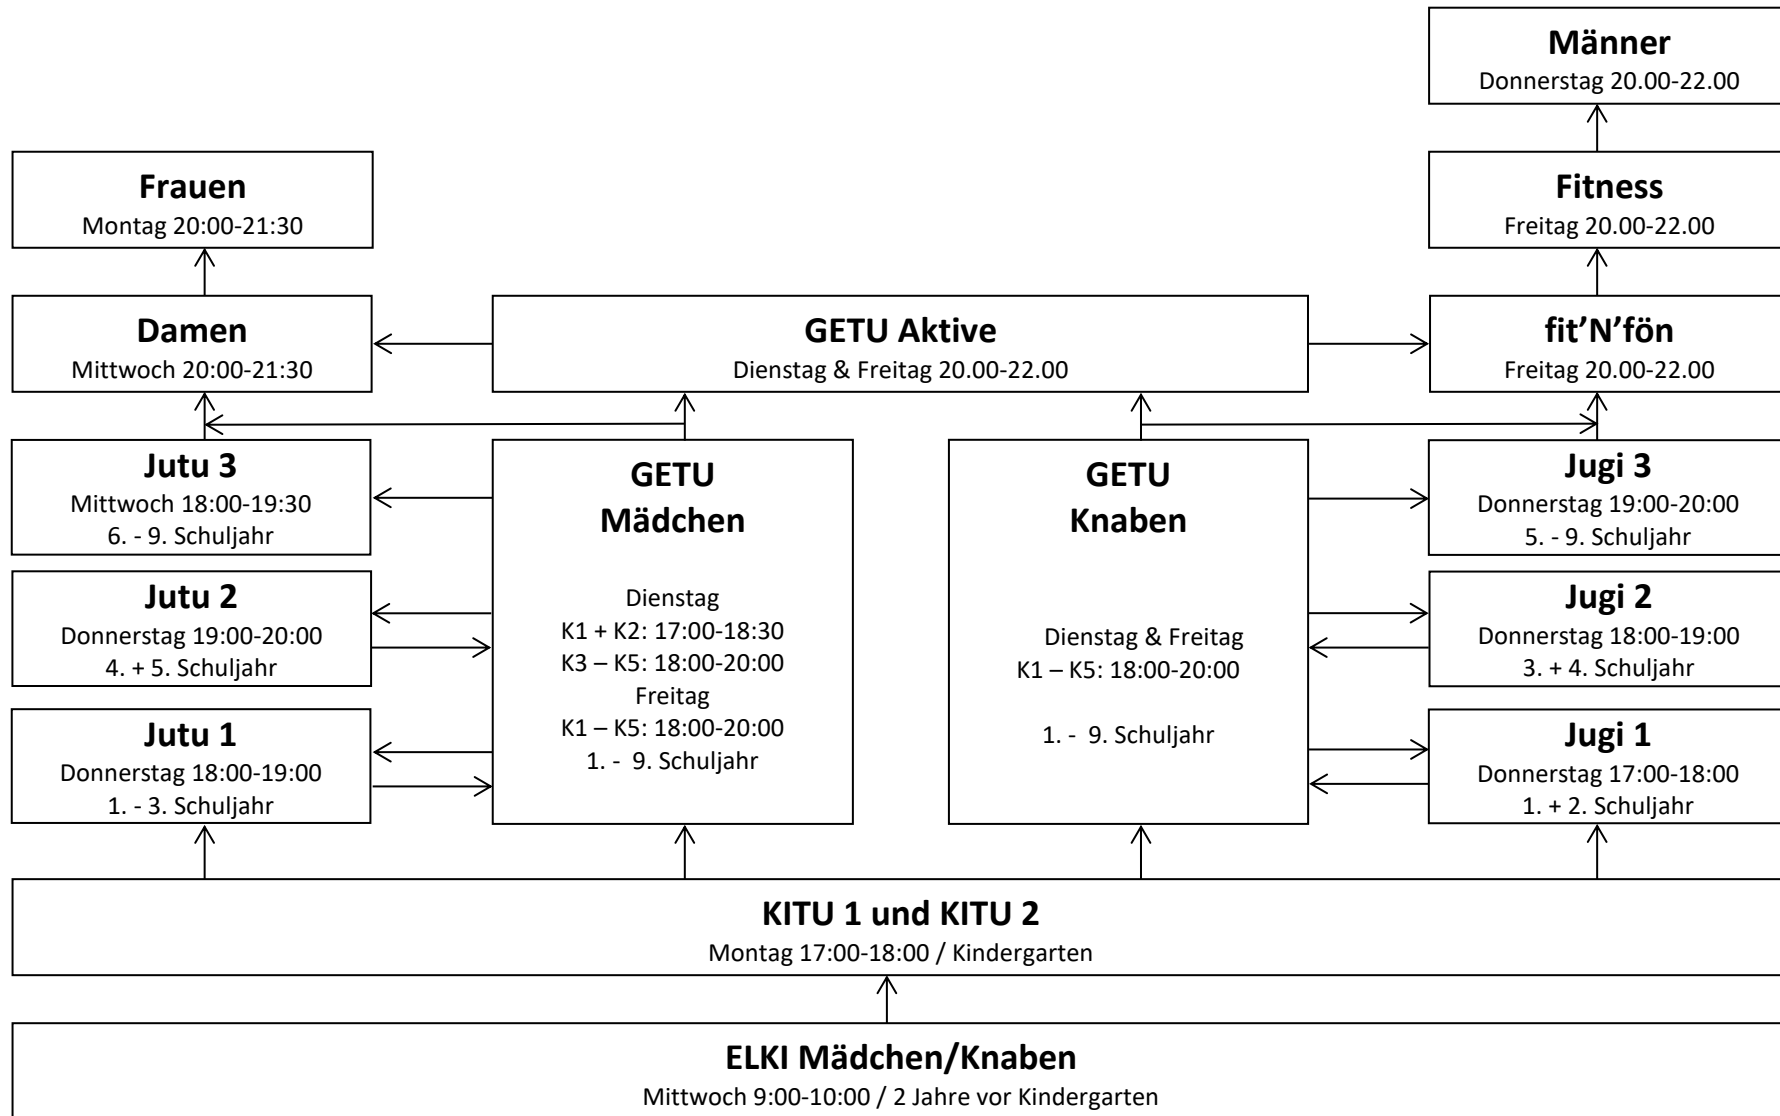 Männer
Donnerstag 20.00-22.00
Frauen
Montag 20:00-21:30
Fitness
Freitag 20.00-22.00
Damen
Mittwoch 20:00-21:30
GETU Aktive
Dienstag & Freitag 20.00-22.00
fit’N’fön
Freitag 20.00-22.00
Jutu 3
Mittwoch 18:00-19:30
6. - 9. Schuljahr
Jutu 2
Donnerstag 19:00-20:00
4. + 5. Schuljahr
Jutu 1
Donnerstag 18:00-19:00
1. - 3. Schuljahr
GETU
Mädchen
Dienstag
K1 + K2: 17:00-18:30
K3 – K5: 18:00-20:00
Freitag
K1 – K5: 18:00-20:00
1. - 9. Schuljahr
GETU
Knaben
Dienstag & Freitag
K1 – K5: 18:00-20:00
1. - 9. Schuljahr
Jugi 3
Donnerstag 19:00-20:00
5. - 9. Schuljahr
Jugi 2
Donnerstag 18:00-19:00
3. + 4. Schuljahr
Jugi 1
Donnerstag 17:00-18:00
1. + 2. Schuljahr
KITU 1 und KITU 2
Montag 17:00-18:00 / Kindergarten
ELKI Mädchen/Knaben
Mittwoch 9:00-10:00 / 2 Jahre vor Kindergarten